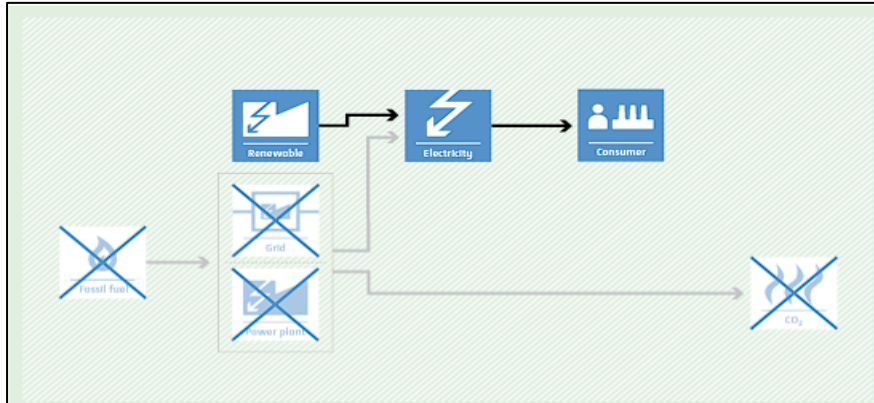 Renewable
Electricity
Consumer
Grid
Fossil fuel
Power plant
CO₂